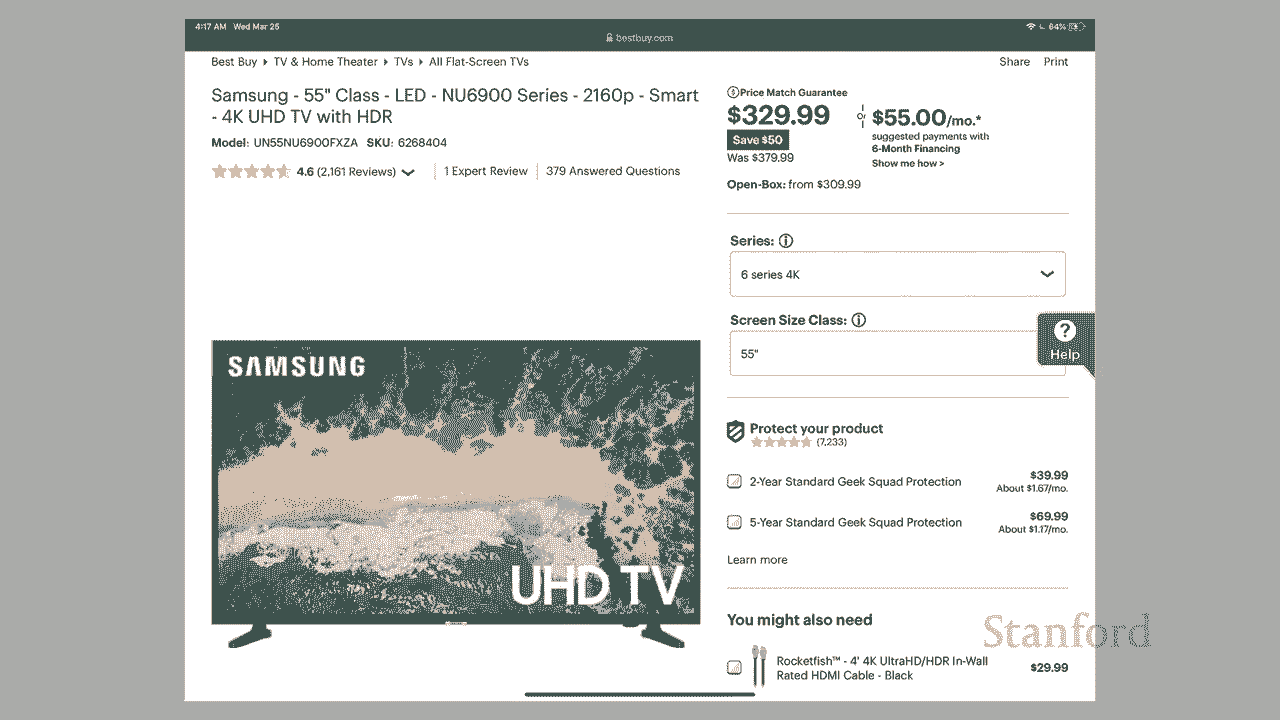 4:17 AM Wed Mar 25
64%
bestbuy.com
Best Buy TV & Home Theater TVs All Flat-Screen TVs
Share Print
Samsung - 55" Class - LED - NU6900 Series - 2160p - Smart
- 4K UHD TV with HDR
Model: UN55NU6900FXZA SKU: 6268404
4.6 (2,161 Reviews) 1 Expert Review 379 Answered Questions
Price Match Guarantee
$329.99
Save $50
Was $379.99
or
$55.00/mo.*
suggested payments with
6-Month Financing
Show me how >
Open-Box: from $309.99
Series:
6 series 4K
Screen Size Class:
55"
Help
SAMSUNG
UHD TV
Protect your product
(7,233)
2-Year Standard Geek Squad Protection $39.99
About $1.67/mo.
5-Year Standard Geek Squad Protection $69.99
About $1.17/mo.
Learn more
You might also need
Rocketfish™ - 4' 4K UltraHD/HDR In-Wall
Rated HDMI Cable - Black
$29.99
Stanford